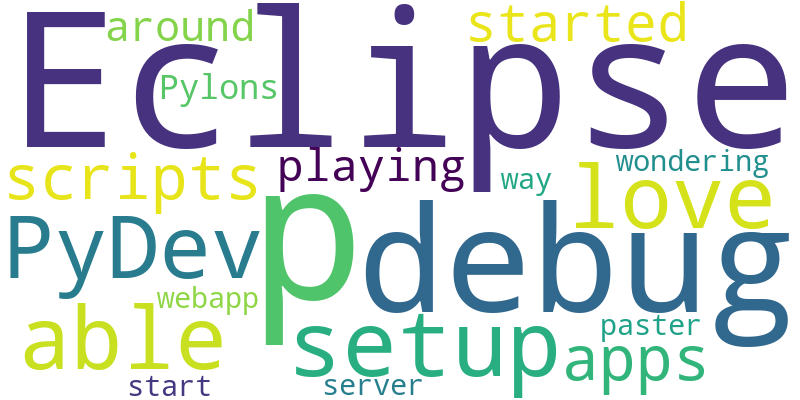 Eclipse
around
started
Pylons
playing
wondering
scripts
way
love
p
debug
PyDev
webapp
able
setup
paster
apps
start
server